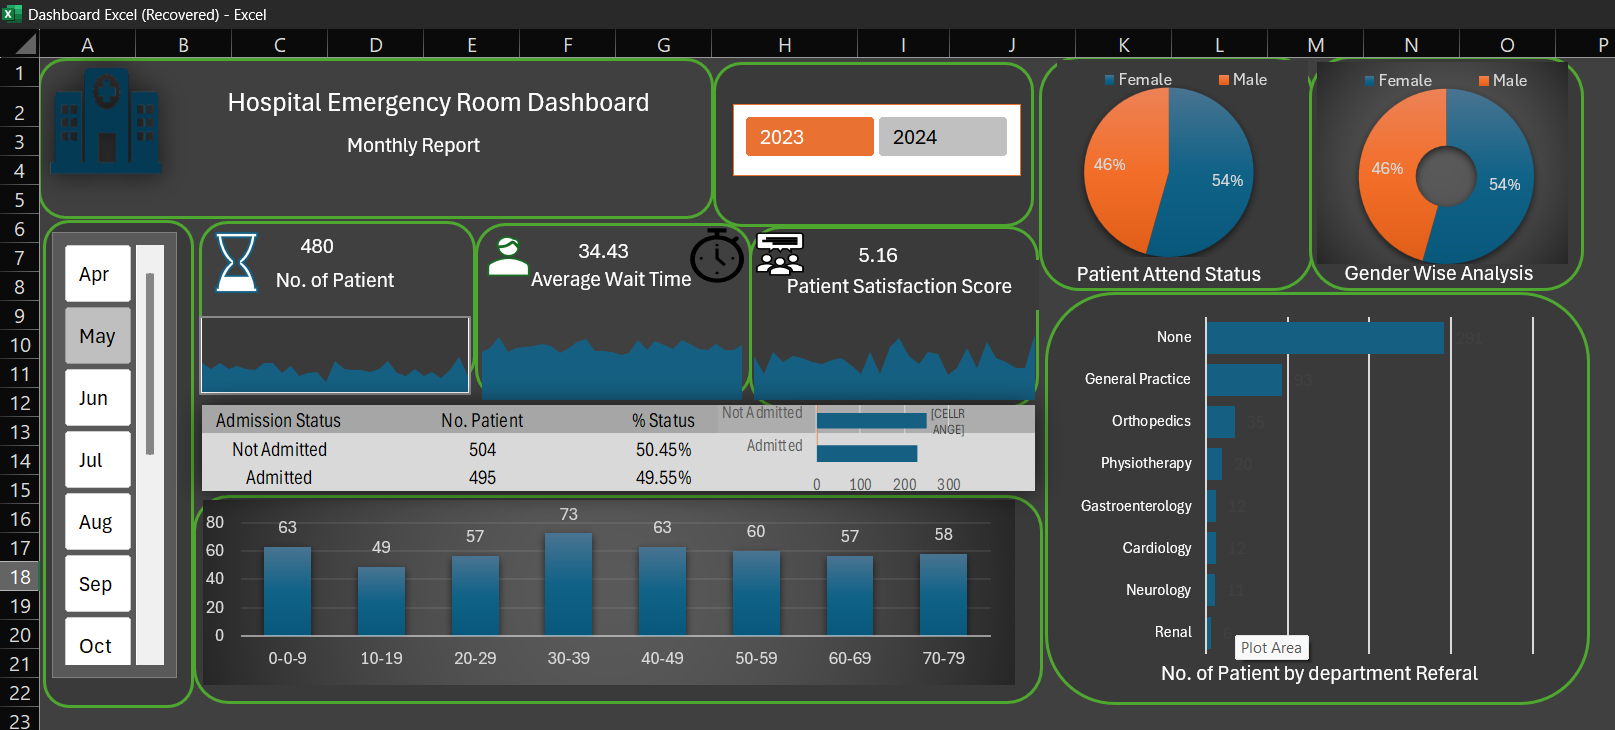 Dashboard Excel (Recovered) - Excel
A B C D E F G H I J K L M N O P
1
2
3
4
5
6
7
8
9
10
11
12
13
14
15
16
17
18
19
20
21
22
23
Hospital Emergency Room Dashboard
Monthly Report
2023 2024
Female Male
46%
54%
Patient Attend Status
Female Male
46%
54%
Gender Wise Analysis
Apr
May
Jun
Jul
Aug
Sep
Oct
480
No. of Patient
34.43
Average Wait Time
5.16
Patient Satisfaction Score
Admission Status No. Patient % Status
Not Admitted 504 50.45%
Admitted 495 49.55%
Not Admitted
[CELLR
ANGE]
Admitted
0 100 200 300
80
60
40
20
0
63 49 57 73 63 60 57 58
0-0-9 10-19 20-29 30-39 40-49 50-59 60-69 70-79
None 291
General Practice 93
Orthopedics 35
Physiotherapy 20
Gastroenterology 12
Cardiology 12
Neurology 11
Renal
Plot Area
No. of Patient by department Referal